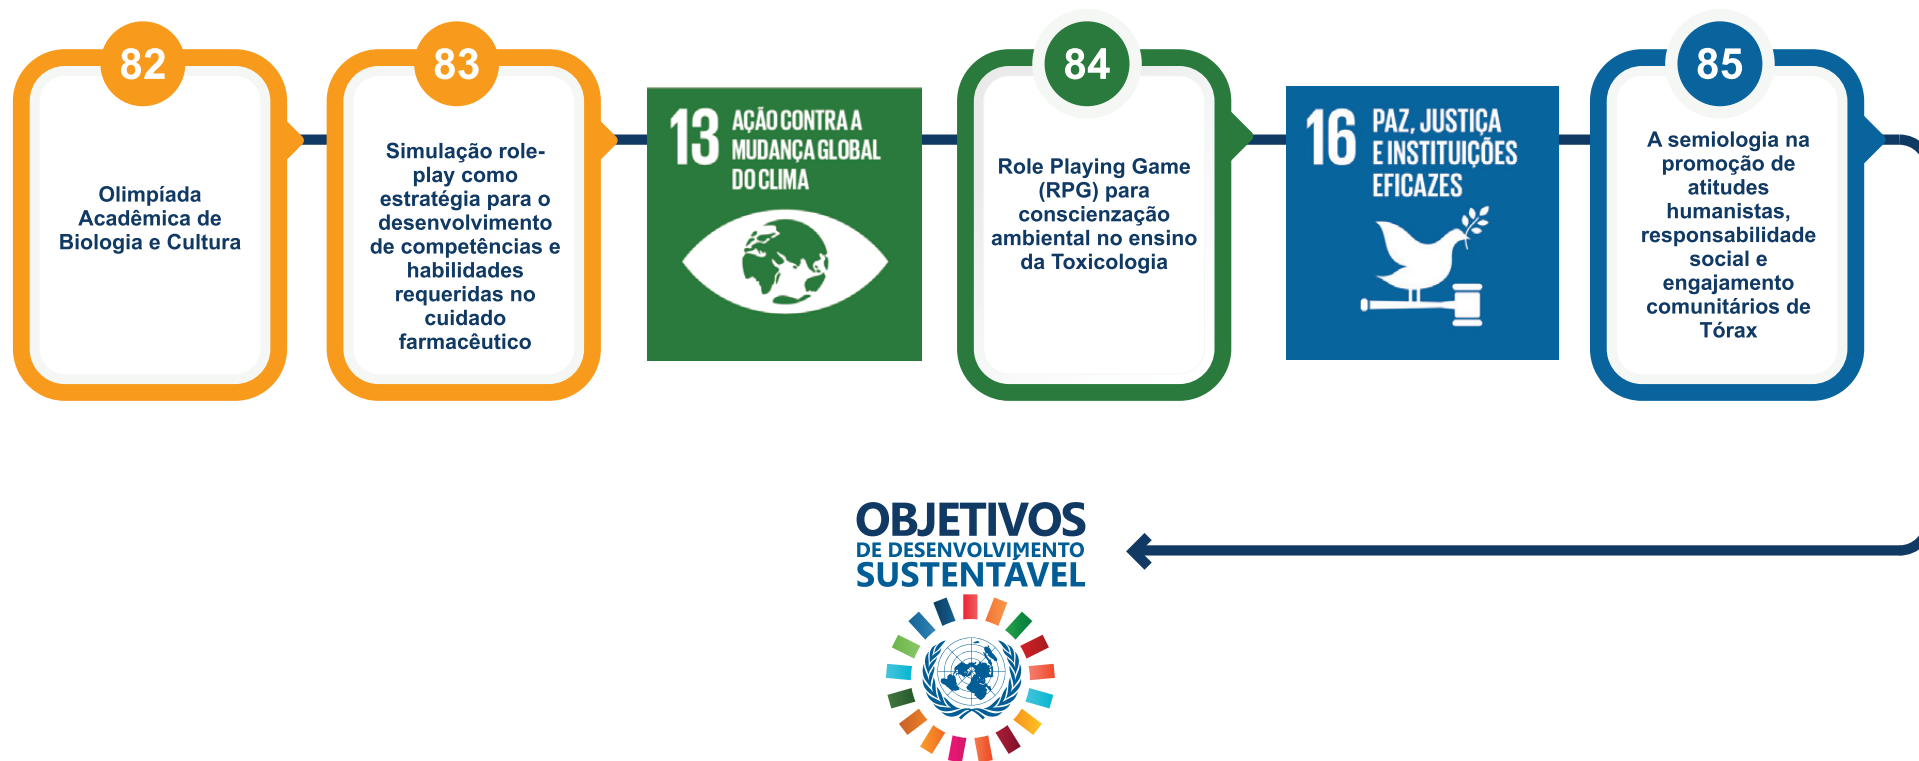 82
Olimpíada
Acadêmica de
Biologia e Cultura
83
Simulação role-
play como
estratégia para o
desenvolvimento
de competências e
habilidades
requeridas no
cuidado
farmacêutico
13 AÇÃO CONTRA A
MUDANÇA GLOBAL
DO CLIMA
84
Role Playing Game
(RPG) para
conscienzação
ambiental no ensino
da Toxicologia
16 PAZ, JUSTIÇA
E INSTITUIÇÕES
EFICAZES
85
A semiologia na
promoção de
atitudes
humanistas,
responsabilidade
social e
engajamento
comunitários de
Tórax
OBJETIVOS
DE DESENVOLVIMENTO
SUSTENTÁVEL